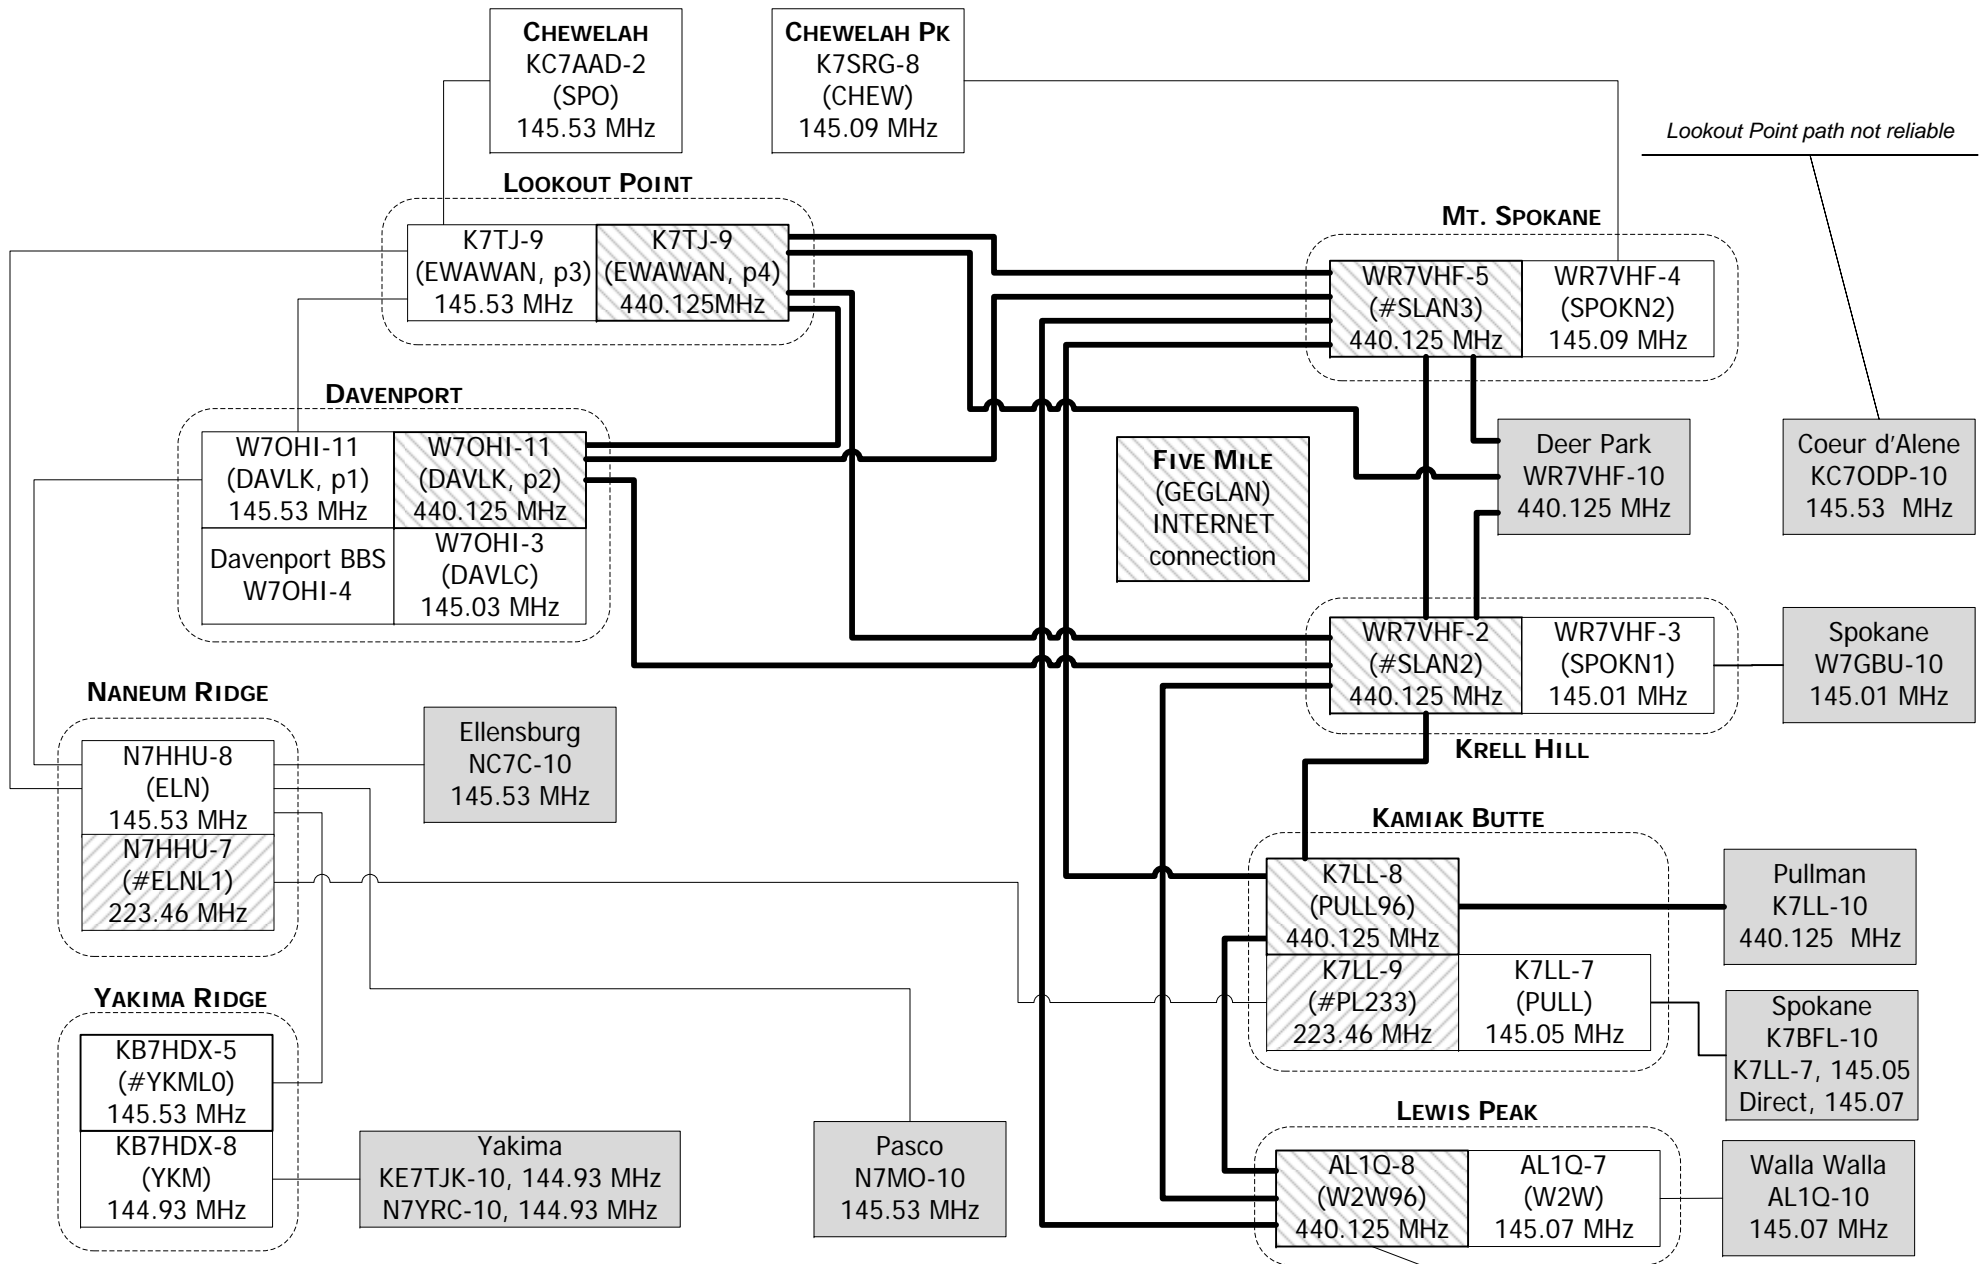 CHEWELAH
KC7AAD-2
(SPO)
145.53 MHz
CHEWELAH PK
K7SRG-8
(CHEW)
145.09 MHz
Lookout Point path not reliable
LOOKOUT POINT
K7TJ-9
(EWAWAN, p3)
145.53 MHz
K7TJ-9
(EWAWAN, p4)
440.125MHz
MT. SPOKANE
WR7VHF-5
(#SLAN3)
440.125 MHz
WR7VHF-4
(SPOKN2)
145.09 MHz
DAVENPORT
W7OHI-11
(DAVLK, p1)
145.53 MHz
W7OHI-11
(DAVLK, p2)
440.125 MHz
Davenport BBS
W7OHI-4
W7OHI-3
(DAVLC)
145.03 MHz
FIVE MILE
(GEGLAN)
INTERNET
connection
Deer Park
WR7VHF-10
440.125 MHz
Coeur d'Alene
KC7ODP-10
145.53 MHz
WR7VHF-2
(#SLAN2)
440.125 MHz
WR7VHF-3
(SPOKN1)
145.01 MHz
KRELL HILL
Spokane
W7GBU-10
145.01 MHz
NANEUM RIDGE
N7HHU-8
(ELN)
145.53 MHz
N7HHU-7
(#ELNL1)
223.46 MHz
Ellensburg
NC7C-10
145.53 MHz
KAMIAK BUTTE
K7LL-8
(PULL96)
440.125 MHz
K7LL-9
(#PL233)
223.46 MHz
K7LL-7
(PULL)
145.05 MHz
Pullman
K7LL-10
440.125 MHz
Spokane
K7BFL-10
K7LL-7, 145.05
Direct, 145.07
YAKIMA RIDGE
KB7HDX-5
(#YKML0)
145.53 MHz
KB7HDX-8
(YKM)
144.93 MHz
Yakima
KE7TJK-10, 144.93 MHz
N7YRC-10, 144.93 MHz
Pasco
N7MO-10
145.53 MHz
LEWIS PEAK
AL1Q-8
(W2W96)
440.125 MHz
AL1Q-7
(W2W)
145.07 MHz
Walla Walla
AL1Q-10
145.07 MHz